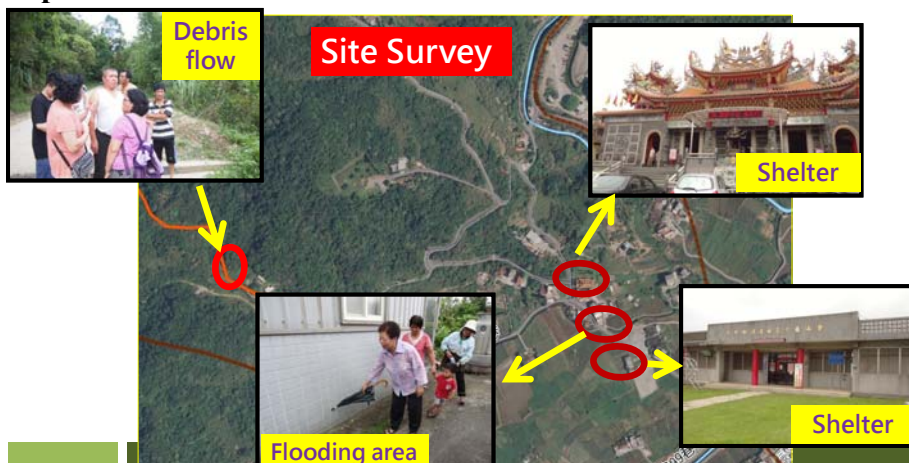 Debris
flow
Site Survey
Shelter
Shelter
Flooding area